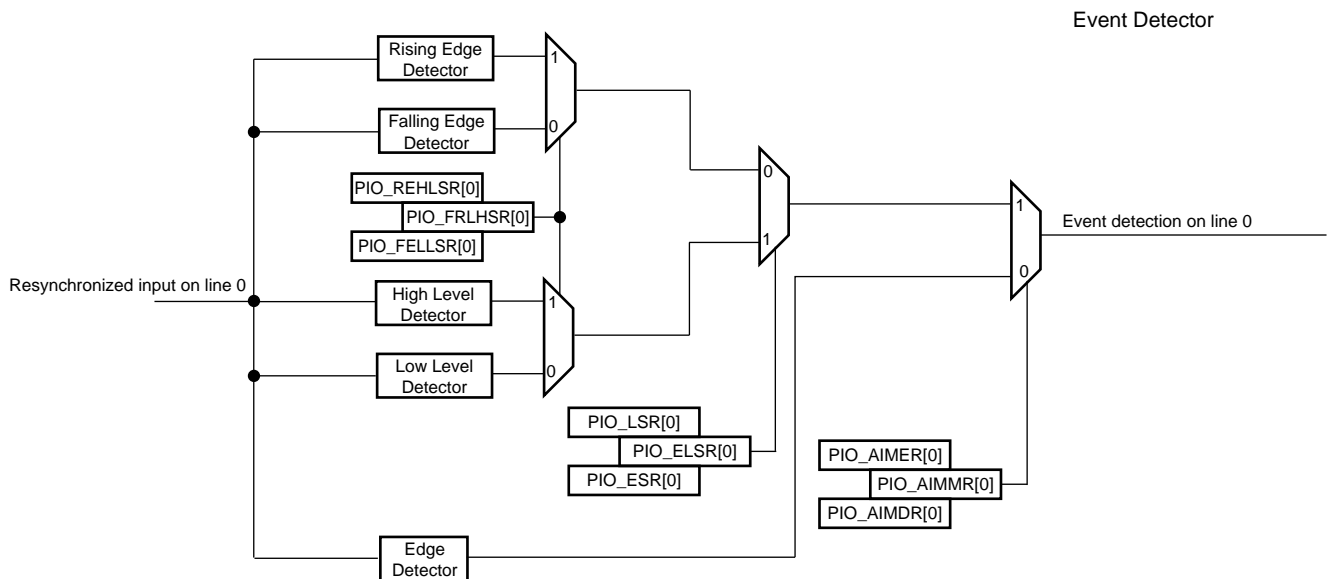 Event Detector
Rising Edge
Detector
1
Falling Edge
Detector
0
PIO_REHLSR[0]
PIO_FRLHSR[0]
PIO_FELLSR[0]
0
1
1
Event detection on line 0
0
Resynchronized input on line 0
High Level
Detector
1
Low Level
Detector
0
PIO_LSR[0]
PIO_ELSR[0]
PIO_ESR[0]
PIO_AIMER[0]
PIO_AIMMR[0]
PIO_AIMDR[0]
Edge
Detector